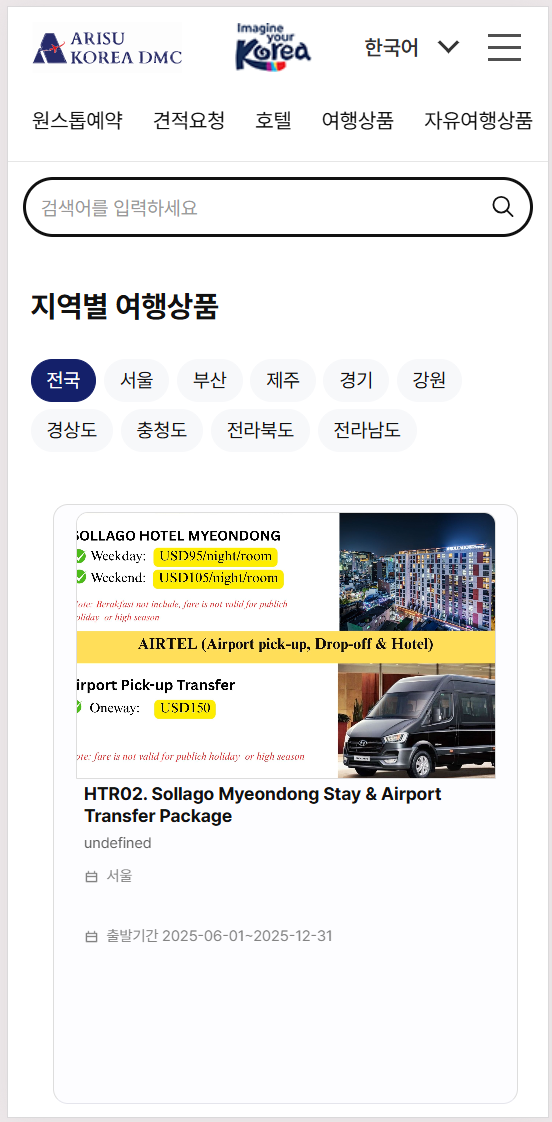 ARISU
KOREA DMC
Imagine
your
Korea
한국어
원스톱예약 견적요청 호텔 여행상품 자유여행상품
검색어를 입력하세요
지역별 여행상품
전국 서울 부산 제주 경기 강원
경상도 충청도 전라북도 전라남도
SOLLAGO HOTEL MYEONDONG
Weekday: USD95/night/room
Weekend: USD105/night/room
ote: Berakfast not include, fare is not valid for publich
oliday or high season
AIRTEL (Airport pick-up, Drop-off & Hotel)
irport Pick-up Transfer
Oneway: USD150
ote: fare is not valid for publich holiday or high season
HTR02. Sollago Myeondong Stay & Airport
Transfer Package
undefined
서울
출발기간 2025-06-01~2025-12-31